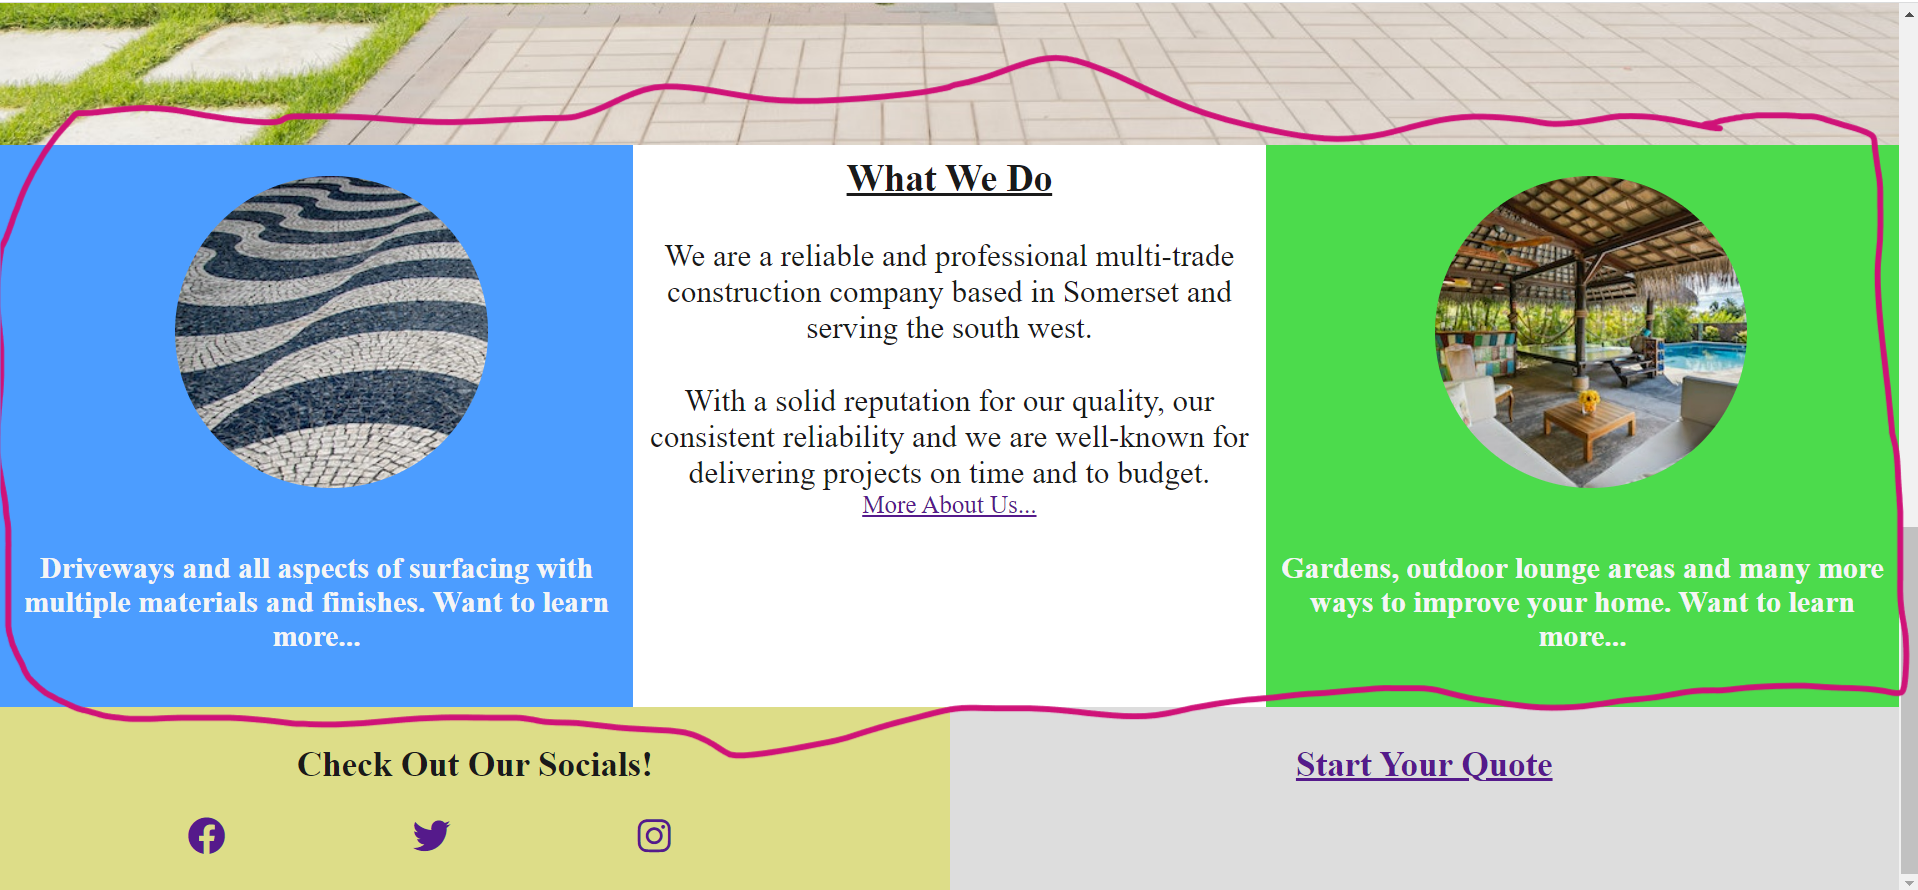 What We Do
We are a reliable and professional multi-trade
construction company based in Somerset and
serving the south west.
With a solid reputation for our quality, our
consistent reliability and we are well-known for
delivering projects on time and to budget.
More About Us...
Driveways and all aspects of surfacing with
multiple materials and finishes. Want to learn
more...
Gardens, outdoor lounge areas and many more
ways to improve your home. Want to learn
more...
Check Out Our Socials!
Start Your Quote